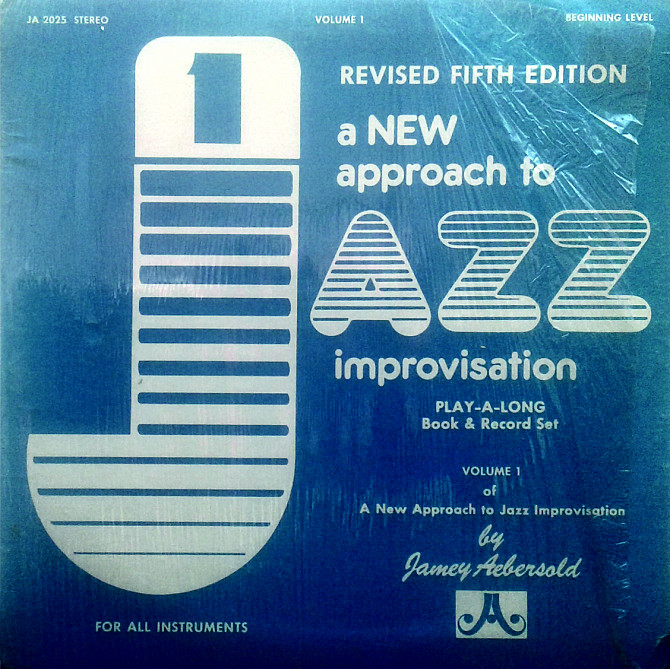 JA 2025 STEREO
VOLUME 1
BEGINNING LEVEL
1
REVISED FIFTH EDITION
a NEW
approach to
JAZZ
improvisation
PLAY-A-LONG
Book & Record Set
VOLUME 1
of
A New Approach to Jazz Improvisation
by
Jamey Aebersold
JA
FOR ALL INSTRUMENTS